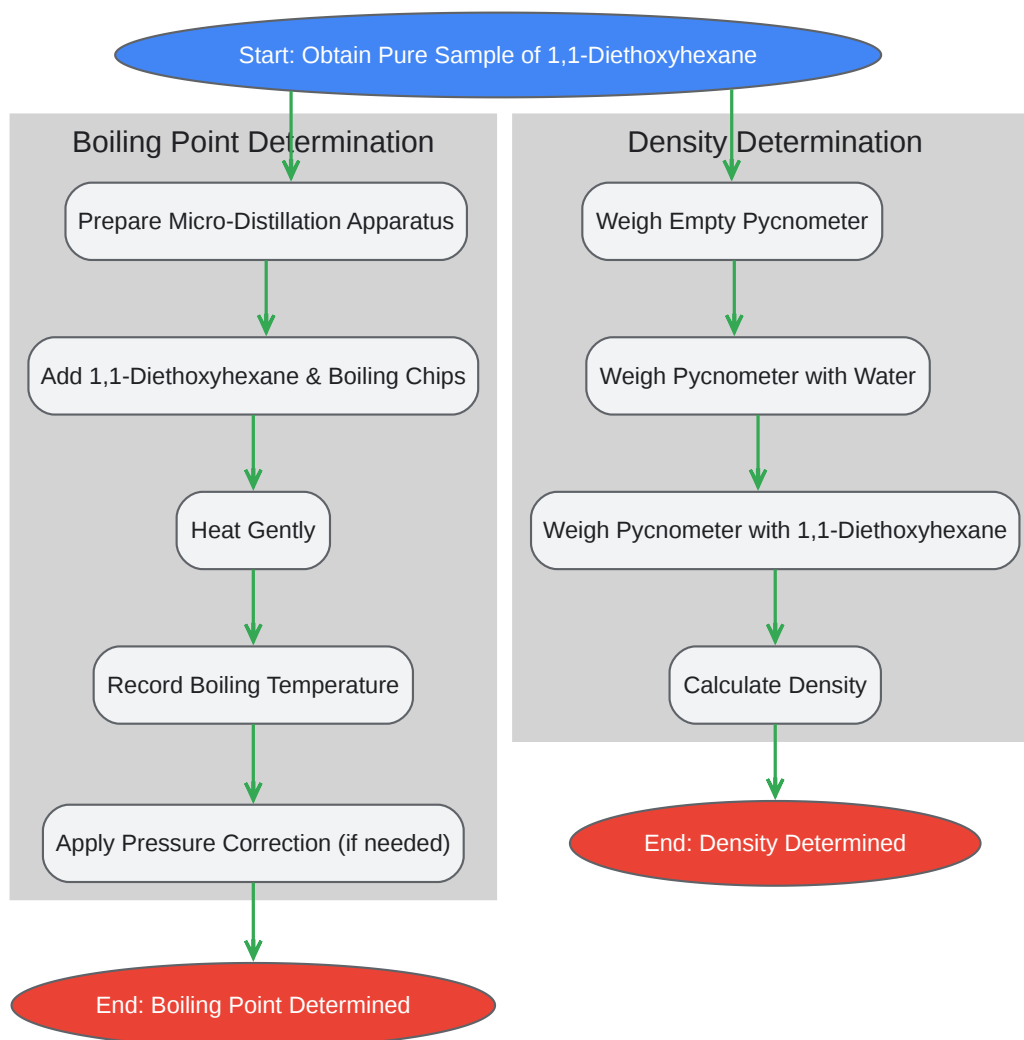 Start: Obtain Pure Sample of 1,1-Diethoxyhexane
Boiling Point Determination
Prepare Micro-Distillation Apparatus
Add 1,1-Diethoxyhexane & Boiling Chips
Heat Gently
Record Boiling Temperature
Apply Pressure Correction (if needed)
End: Boiling Point Determined
Density Determination
Weigh Empty Pycnometer
Weigh Pycnometer with Water
Weigh Pycnometer with 1,1-Diethoxyhexane
Calculate Density
End: Density Determined